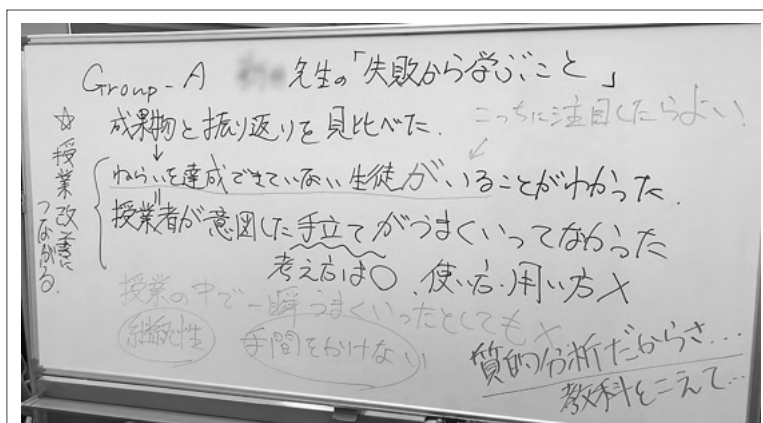 Group-A 先生の「失敗から学ぶこと」
こっちに注目したらよい!
成果物と振り返りを見比べた.
↓
ねらいを達成できていない生徒がいることがわかった.
||
授業者が意図した手立てがうまくいってなかった
考え方は○、使い方・用い方×
☆授業改善に
つながる.
授業の中で一瞬うまくいったとしても×
継続性
手間をかけない
質的分析だからさ…
教科をこえて…